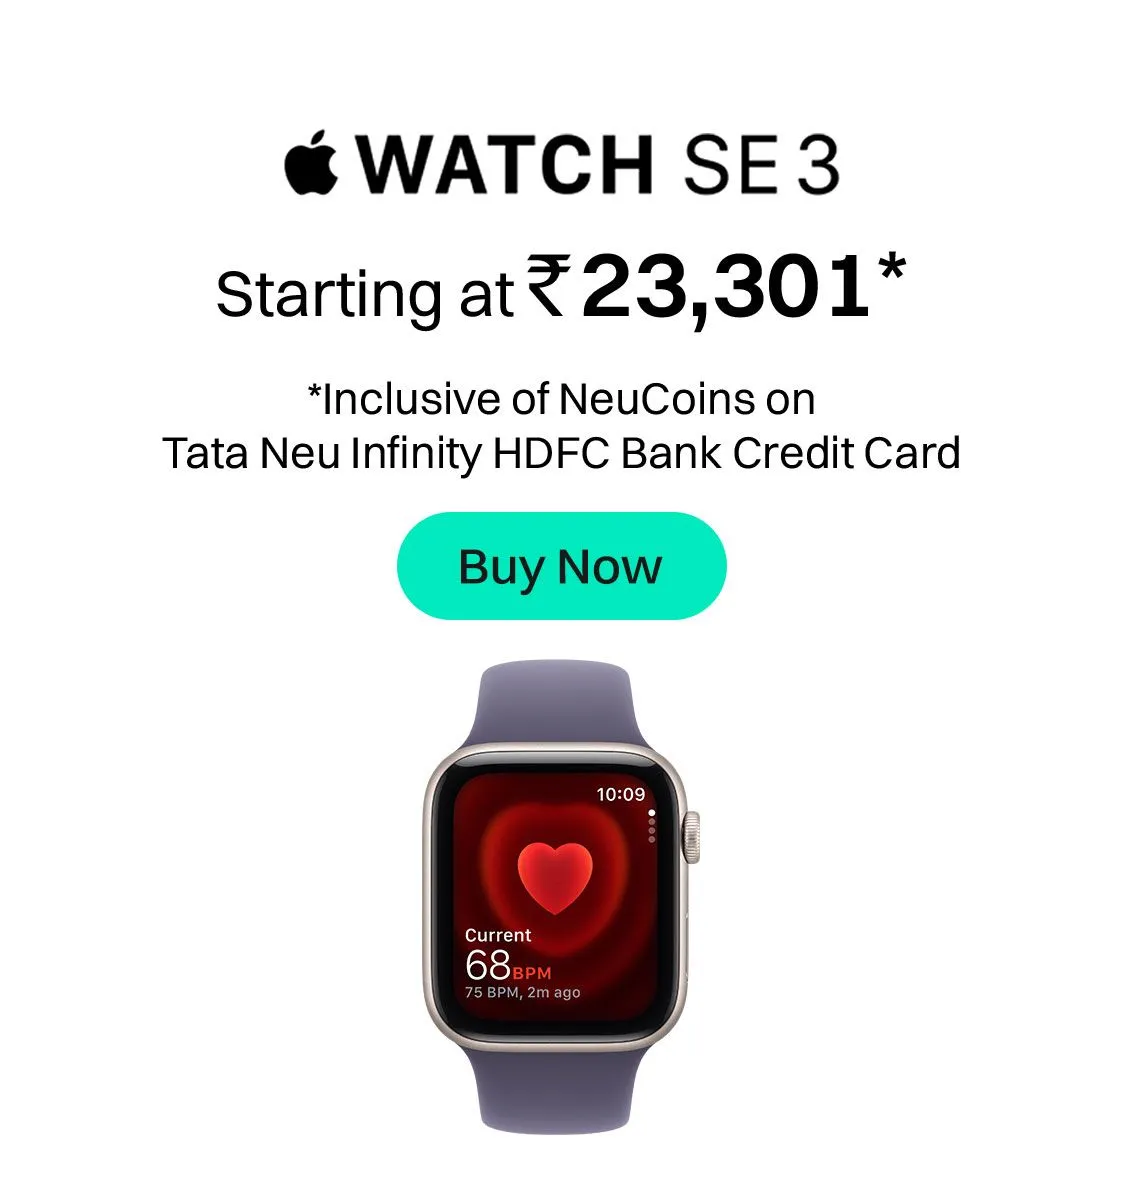 WATCH SE 3
Starting at ₹23,301*
*Inclusive of NeuCoins on
Tata Neu Infinity HDFC Bank Credit Card
Buy Now
10:09
Current
68BPM
75 BPM, 2m ago